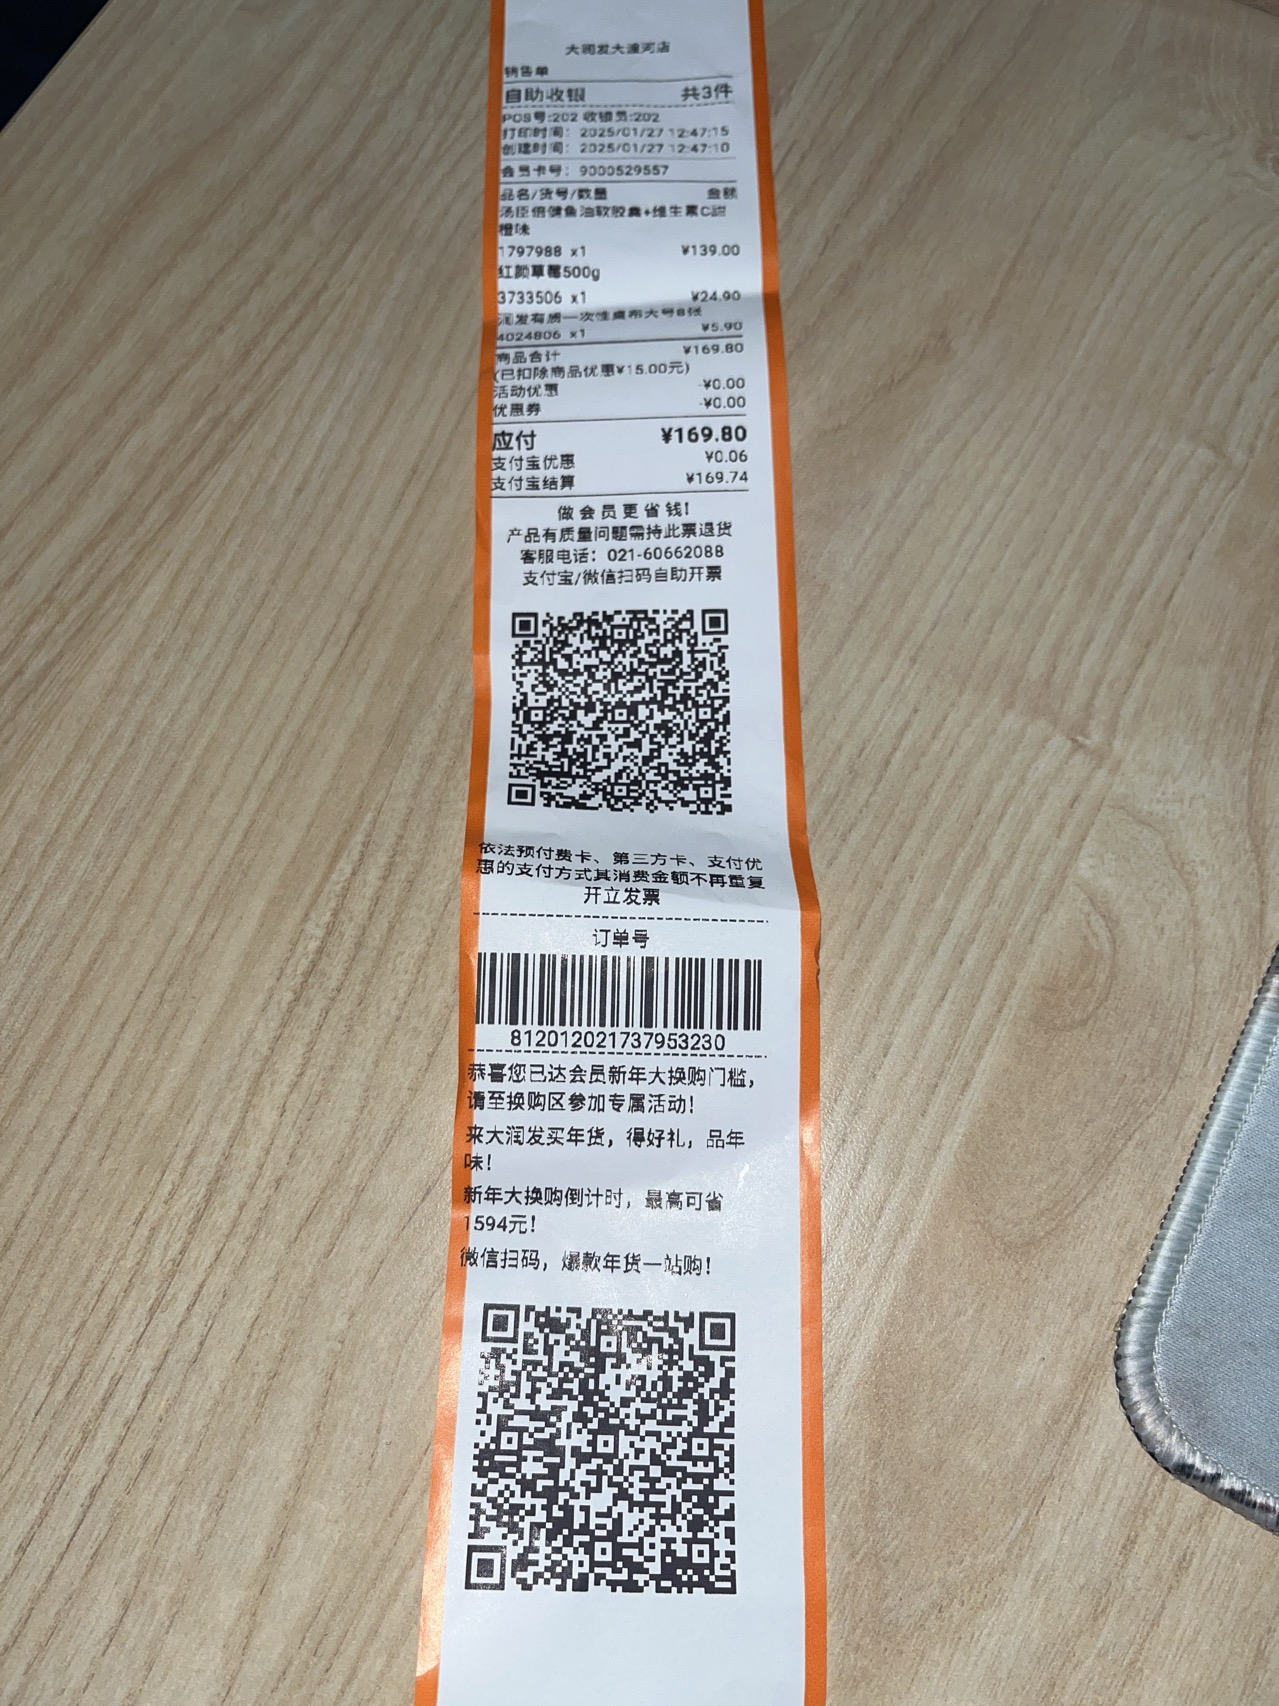 大润发大渡河店
销售单
自助收银 共3件
POS号:202 收银员:202
打印时间: 2025/01/27 12:47:15
创建时间: 2025/01/27 12:47:10
会员卡号: 9000529557
品名/货号/数量 金额
汤臣倍健鱼油软胶囊+维生素C甜
橙味
1797988 x1 ¥139.00
红颜草莓500g
3733506 x1 ¥24.90
润发有质一次性桌布大号8张
4024806 x1 ¥5.90
商品合计 ¥169.80
(已扣除商品优惠¥15.00元)
活动优惠 -¥0.00
优惠券 -¥0.00
应付 ¥169.80
支付宝优惠 ¥0.06
支付宝结算 ¥169.74
做会员更省钱!
产品有质量问题需持此票退货
客服电话: 021-60662088
支付宝/微信扫码自助开票
依法预付费卡、第三方卡、支付优
惠的支付方式其消费金额不再重复
开立发票
订单号
812012021737953230
恭喜您已达会员新年大换购门槛,
请至换购区参加专属活动!
来大润发买年货, 得好礼, 品年
味!
新年大换购倒计时, 最高可省
1594元!
微信扫码, 爆款年货一站购!